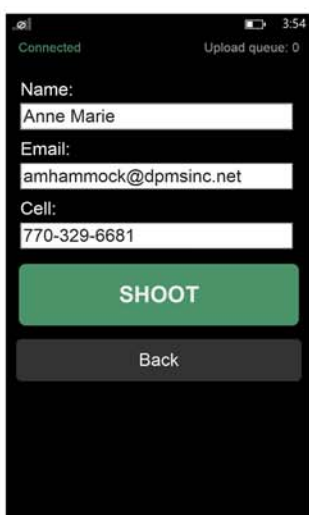 3:54
Connected Upload queue: 0
Name:
Anne Marie
Email:
amhammock@dpmsinc.net
Cell:
770-329-6681
SHOOT
Back